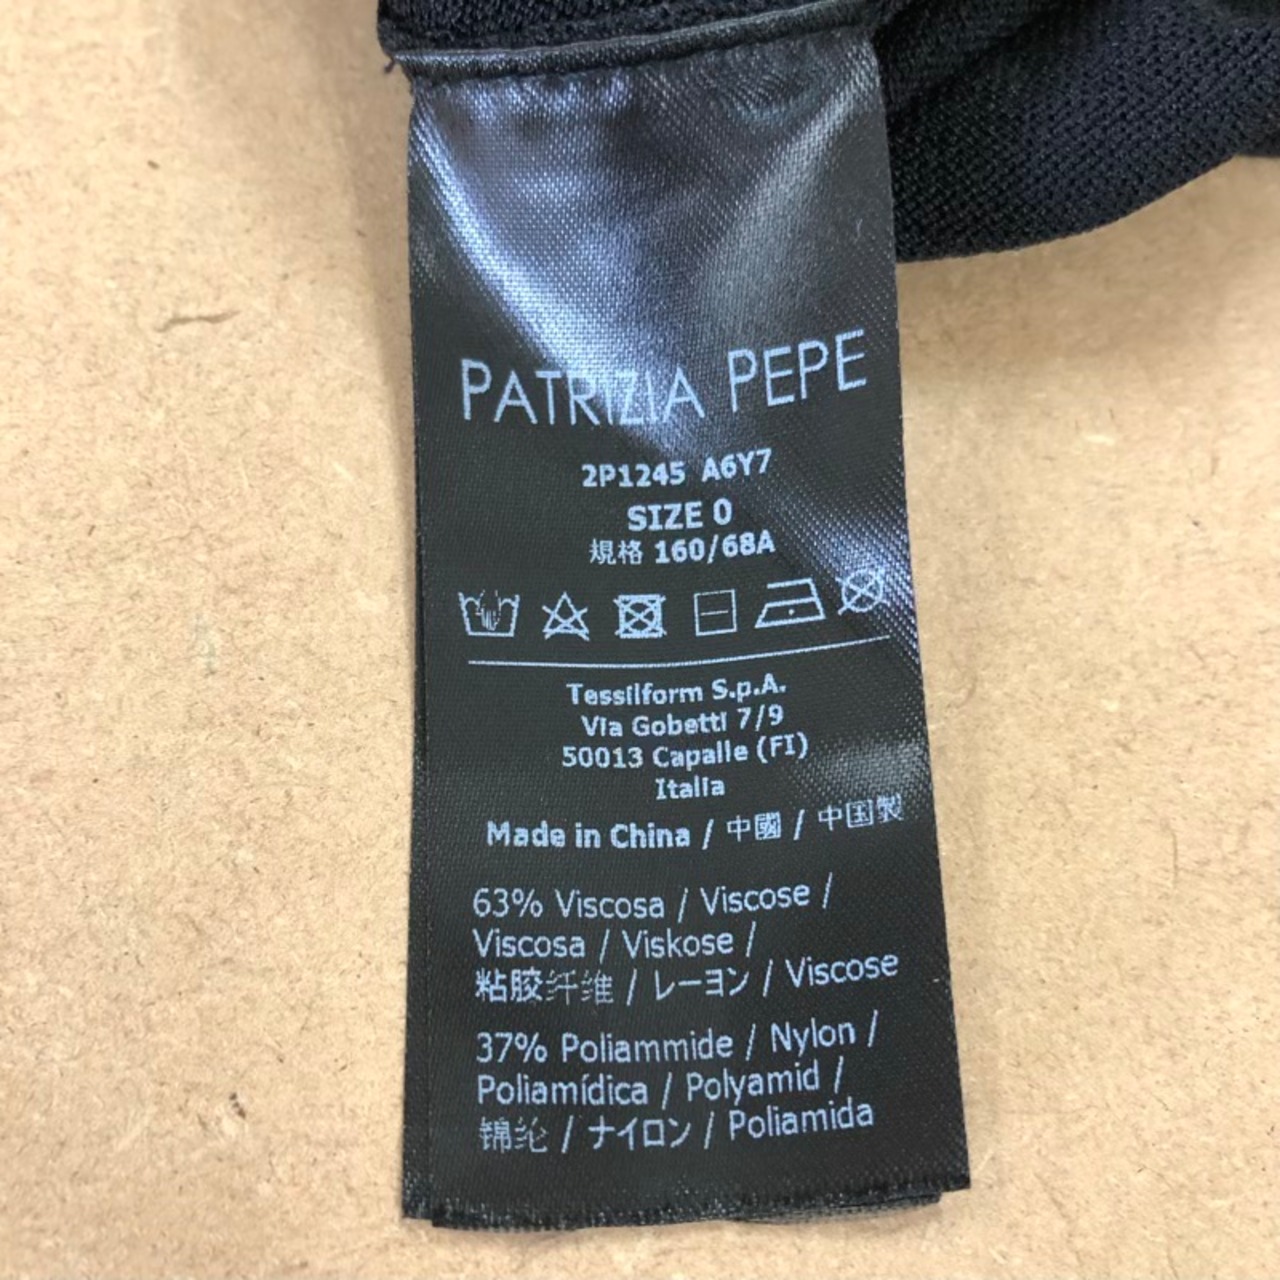 PATRIZIA PEPE
2P1245 A6Y7
SIZE 0
規格 160/68A
Tessilform S.p.A.
Via Gobetti 7/9
50013 Capalle (FI)
Italia
Made in China / 中國 / 中国製
63% Viscosa / Viscose /
Viscosa / Viskose /
粘胶纤维 / レーヨン / Viscose
37% Poliammide / Nylon /
Poliamídica / Polyamid /
锦纶 / ナイロン / Poliamida